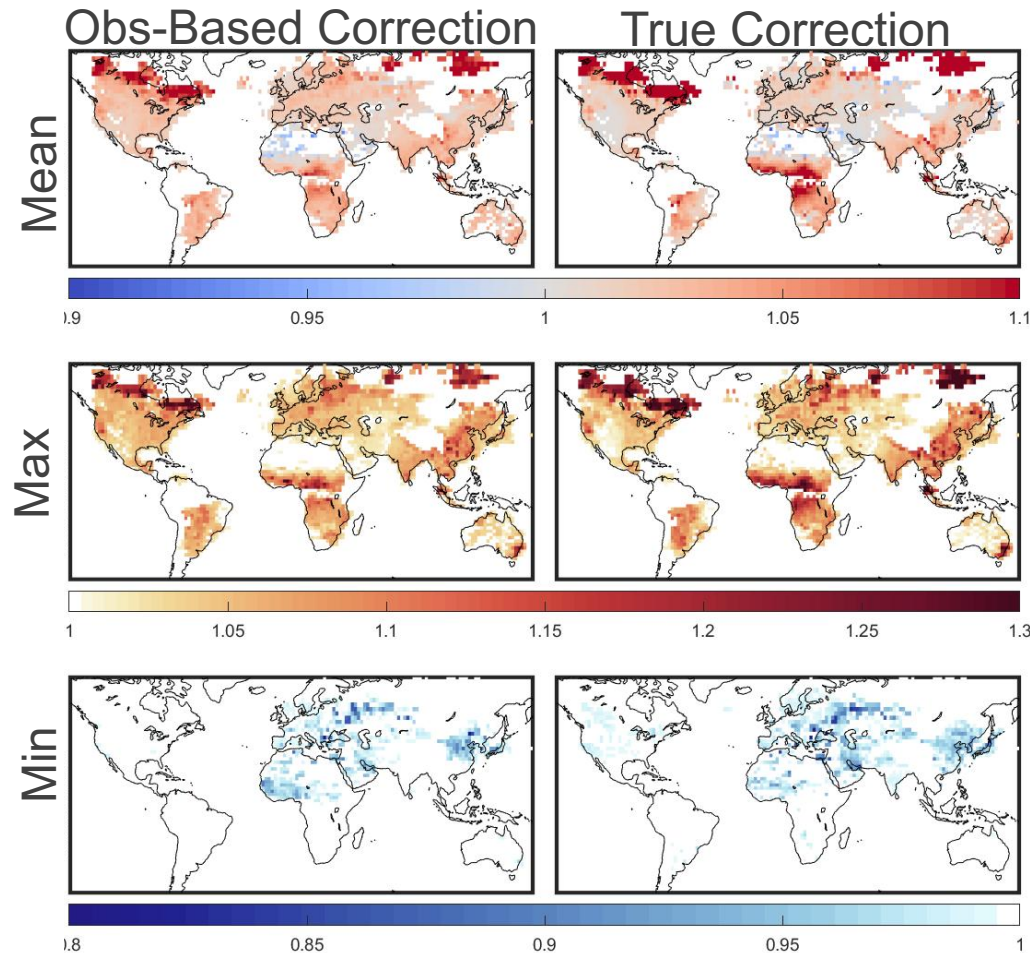 Obs-Based Correction True Correction
Mean
).9 0.95 1 1.05 1.1
Max
1 1.05 1.1 1.15 1.2 1.25 1.3
Min
0.8 0.85 0.9 0.95 1